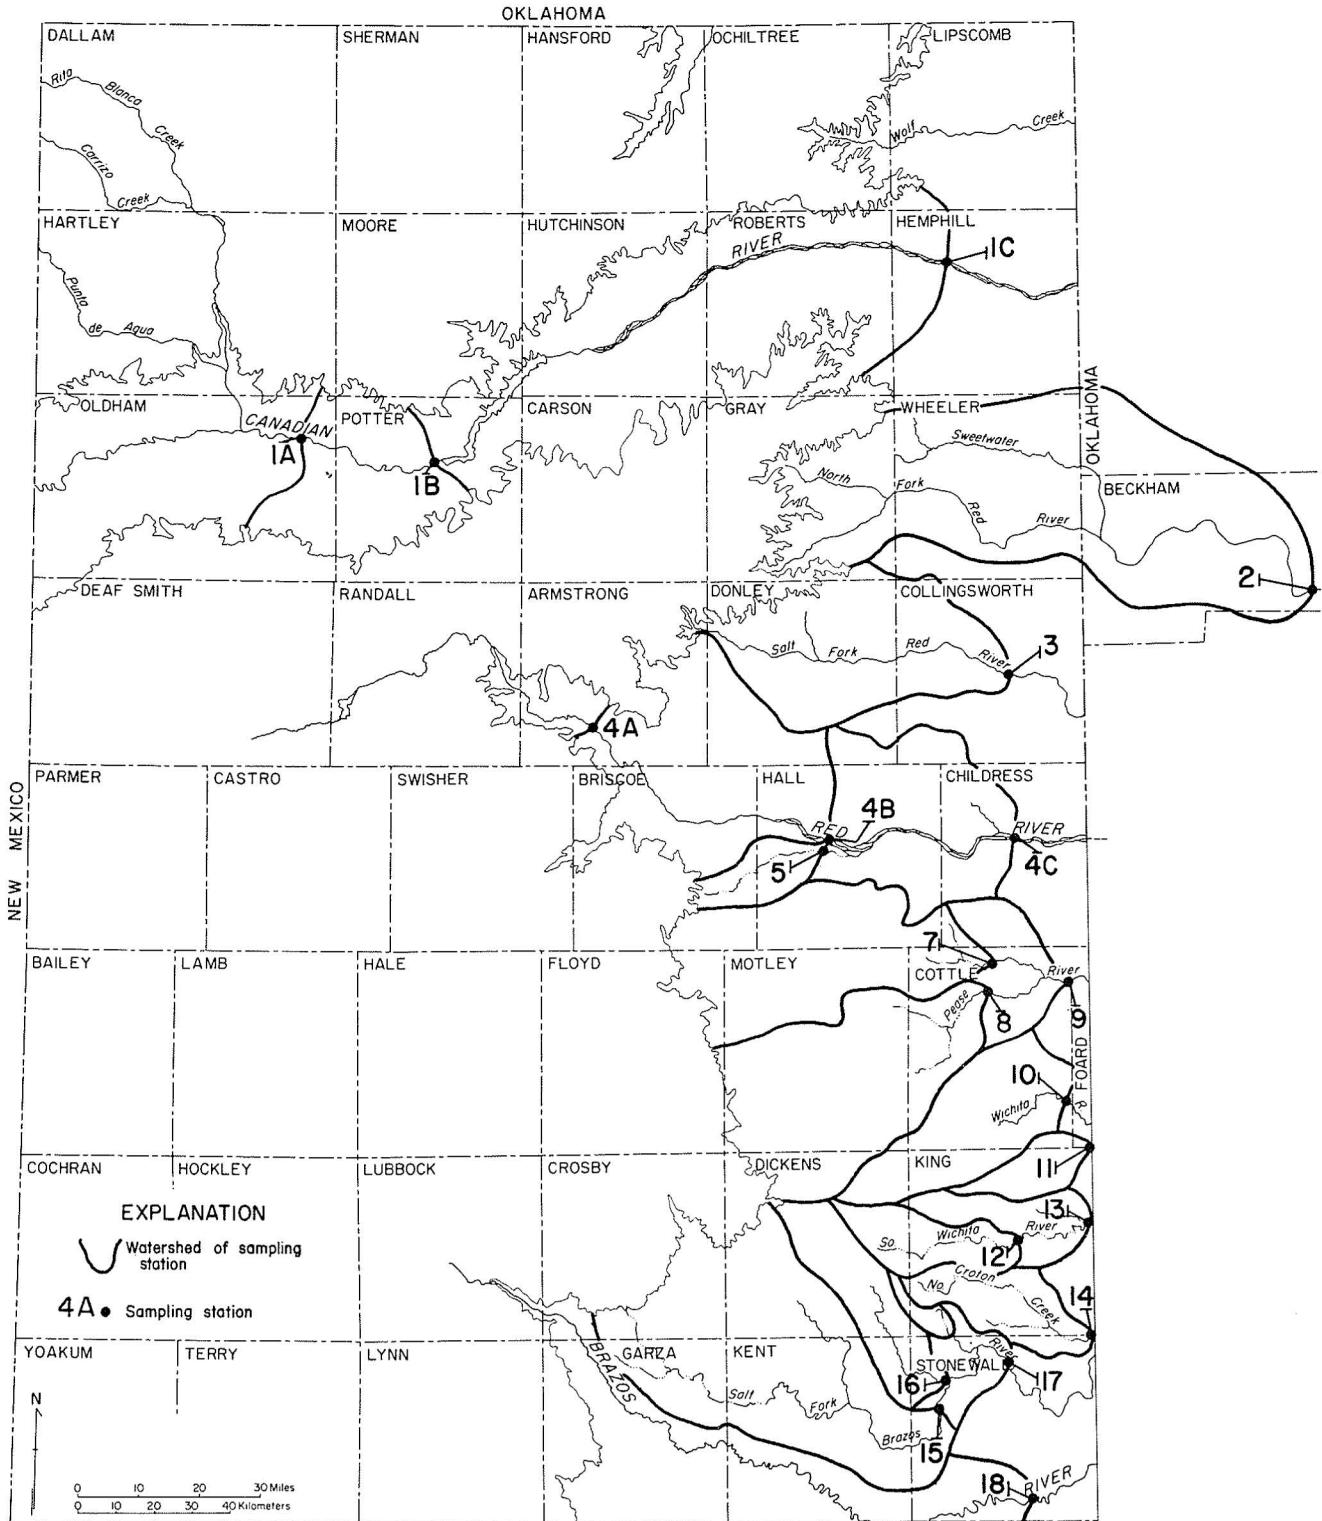 OKLAHOMA
DALLAM
SHERMAN
HANSFORD
OCHILTREE
LIPSCOMB
Rita
Blanca
Creek
Wolf
Creek
Carrizo
Creek
HARTLEY
MOORE
HUTCHINSON
ROBERTS
HEMPHILL
RIVER
1C
Punta
de Agua
OLDHAM
CANADIAN
POTTER
CARSON
GRAY
WHEELER
OKLAHOMA
1A
1B
Sweetwater
North
Fork
Red
River
BECKHAM
2
DEAF SMITH
RANDALL
ARMSTRONG
DONLEY
COLLINGSWORTH
Salt
Fork
Red
River
3
4A
PARMER
CASTRO
SWISHER
BRISCOE
HALL
CHILDRESS
NEW MEXICO
RED
4B
RIVER
4C
5
7
BAILEY
LAMB
HALE
FLOYD
MOTLEY
COTTLE
River
Pease
8
9
FOARD
10
Wichita
R
COCHRAN
HOCKLEY
LUBBOCK
CROSBY
DICKENS
KING
11
EXPLANATION
Watershed of sampling
station
4A
Sampling station
13
So
Wichita
River
12
No
Croton
Creek
14
YOAKUM
TERRY
LYNN
BRAZOS
GARZA
KENT
STONEWALL
River
16
17
Salt
Fork
Brazos
15
18
RIVER
N
0 10 20 30 Miles
0 10 20 30 40 Kilometers